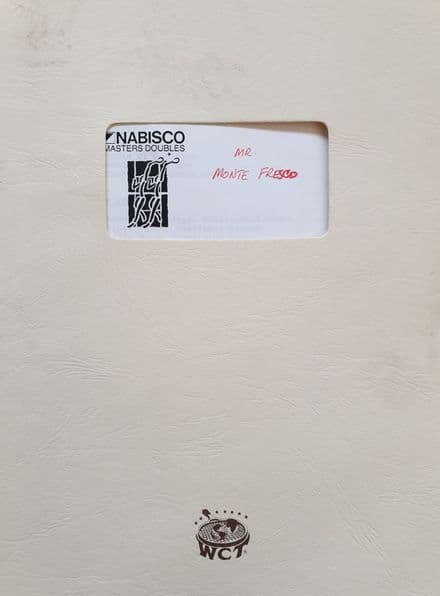 NABISCO
MASTERS DOUBLES
MR
MONTE FRESCO
WCT